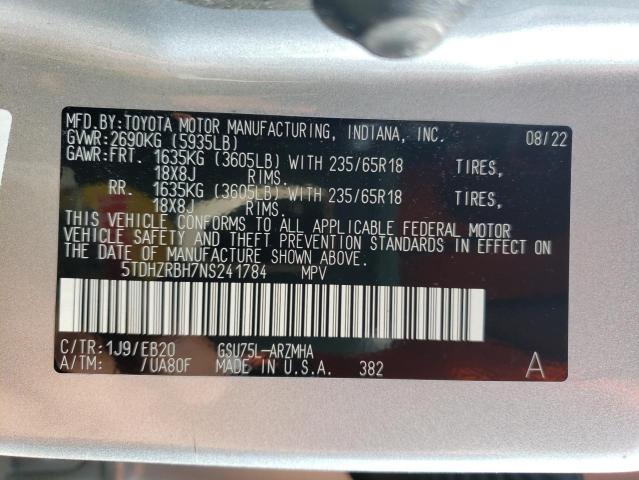 MFD.BY:TOYOTA MOTOR MANUFACTURING, INDIANA, INC. 08/22
GVWR:2690KG (5935LB)
GAWR:FRT. 1635KG (3605LB) WITH 235/65R18 TIRES,
18X8J RIMS.
RR. 1635KG (3605LB) WITH 235/65R18 TIRES,
18X8J RIMS.
THIS VEHICLE CONFORMS TO ALL APPLICABLE FEDERAL MOTOR
VEHICLE SAFETY AND THEFT PREVENTION STANDARDS IN EFFECT ON
THE DATE OF MANUFACTURE SHOWN ABOVE.
5TDHZRBH7NS241784 MPV
C/TR:1J9/EB20 GSU75L-ARZMHA
A/TM: /UA80F MADE IN U.S.A. 382 A